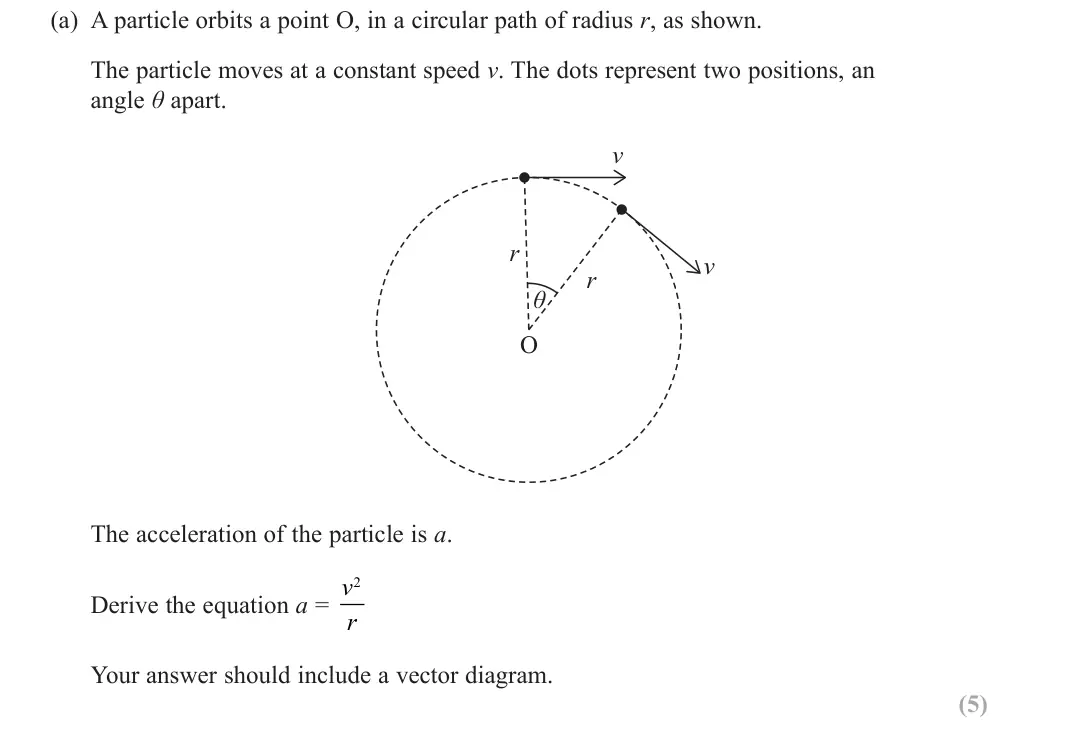 (a) A particle orbits a point O, in a circular path of radius r, as shown.
The particle moves at a constant speed v. The dots represent two positions, an
angle θ apart.
v
v
r
r
θ
O
The acceleration of the particle is a.
Derive the equation a = v²/r
Your answer should include a vector diagram.
(5)